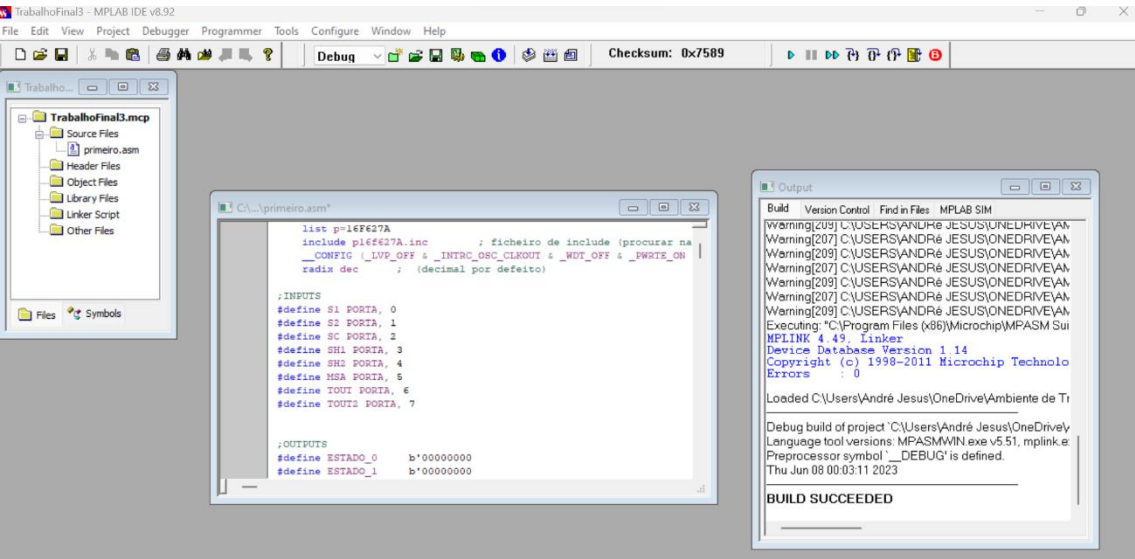 TrabalhoFinal3 - MPLAB IDE v8.92
File Edit View Project Debugger Programmer Tools Configure Window Help
Debug
Checksum: 0x7589
Trabalho...
TrabalhoFinal3.mcp
Source Files
primeiro.asm
Header Files
Object Files
Library Files
Linker Script
Other Files
Files Symbols
C:\...\primeiro.asm*
list p=16F627A
include p16f627A.inc ; ficheiro de include (procurar na
__CONFIG (_LVP_OFF & _INTRC_OSC_CLKOUT & _WDT_OFF & _PWRTE_ON
radix dec ; (decimal por defeito)
;INPUTS
#define S1 PORTA, 0
#define S2 PORTA, 1
#define SC PORTA, 2
#define SH1 PORTA, 3
#define SH2 PORTA, 4
#define MSA PORTA, 5
#define TOUT PORTA, 6
#define TOUT2 PORTA, 7
;OUTPUTS
#define ESTADO_0 b'00000000
#define ESTADO_1 b'00000000
Output
Build Version Control Find in Files MPLAB SIM
Warning[209] C:\USERS\ANDRé JESUS\ONEDRIVE\AM
Warning[207] C:\USERS\ANDRé JESUS\ONEDRIVE\AM
Warning[209] C:\USERS\ANDRé JESUS\ONEDRIVE\AM
Warning[207] C:\USERS\ANDRé JESUS\ONEDRIVE\AM
Warning[209] C:\USERS\ANDRé JESUS\ONEDRIVE\AM
Warning[207] C:\USERS\ANDRé JESUS\ONEDRIVE\AM
Warning[209] C:\USERS\ANDRé JESUS\ONEDRIVE\AM
Executing: "C:\Program Files (x86)\Microchip\MPASM Sui
MPLINK 4.49, Linker
Device Database Version 1.14
Copyright (c) 1998-2011 Microchip Technolo
Errors : 0
Loaded C:\Users\André Jesus\OneDrive\Ambiente de Tr
Debug build of project `C:\Users\André Jesus\OneDrive\
Language tool versions: MPASMWIN.exe v5.51, mplink.e
Preprocessor symbol `__DEBUG' is defined.
Thu Jun 08 00:03:11 2023
BUILD SUCCEEDED